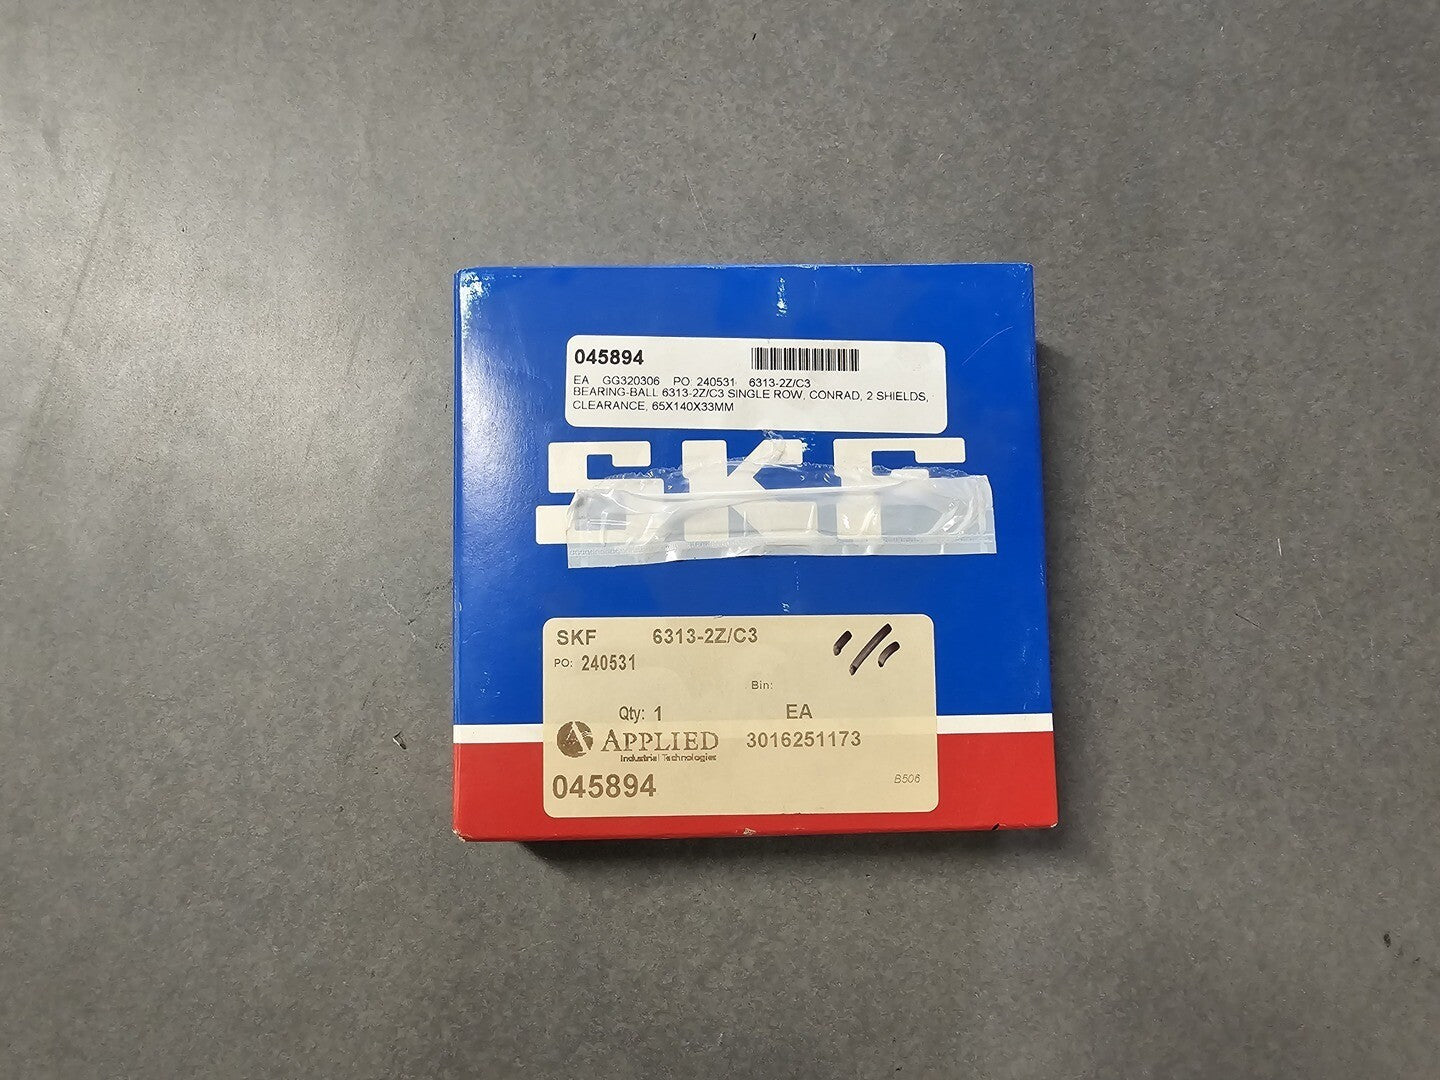 045894
EA GG320306 PO 240531 6313-2Z/C3
BEARING-BALL 6313-2Z/C3 SINGLE ROW, CONRAD, 2 SHIELDS,
CLEARANCE, 65X140X33MM
SKF
SKF 6313-2Z/C3
PO: 240531
Bin:
Qty: 1 EA
APPLIED 3016251173
Industrial Technologies
045894 B506